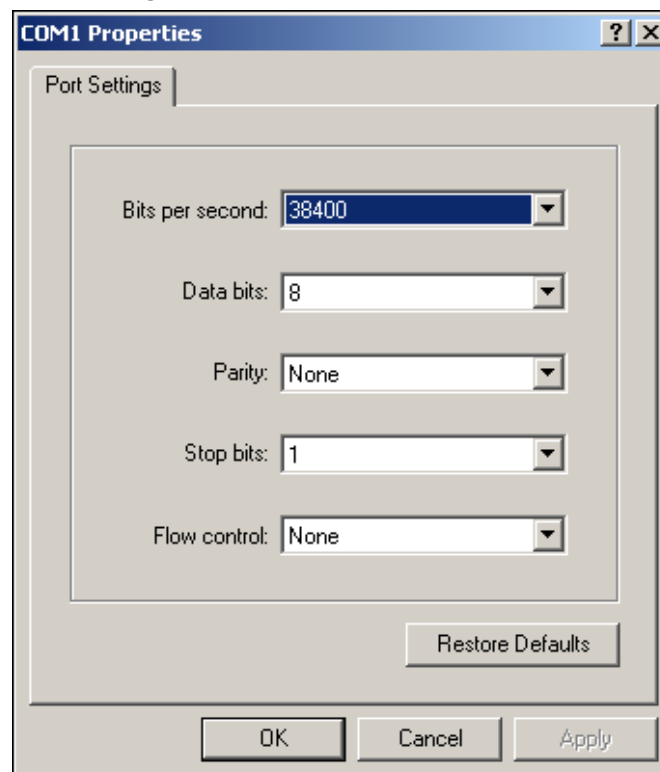 COM1 Properties
Port Settings
Bits per second: 38400
Data bits: 8
Parity: None
Stop bits: 1
Flow control: None
Restore Defaults
OK Cancel Apply